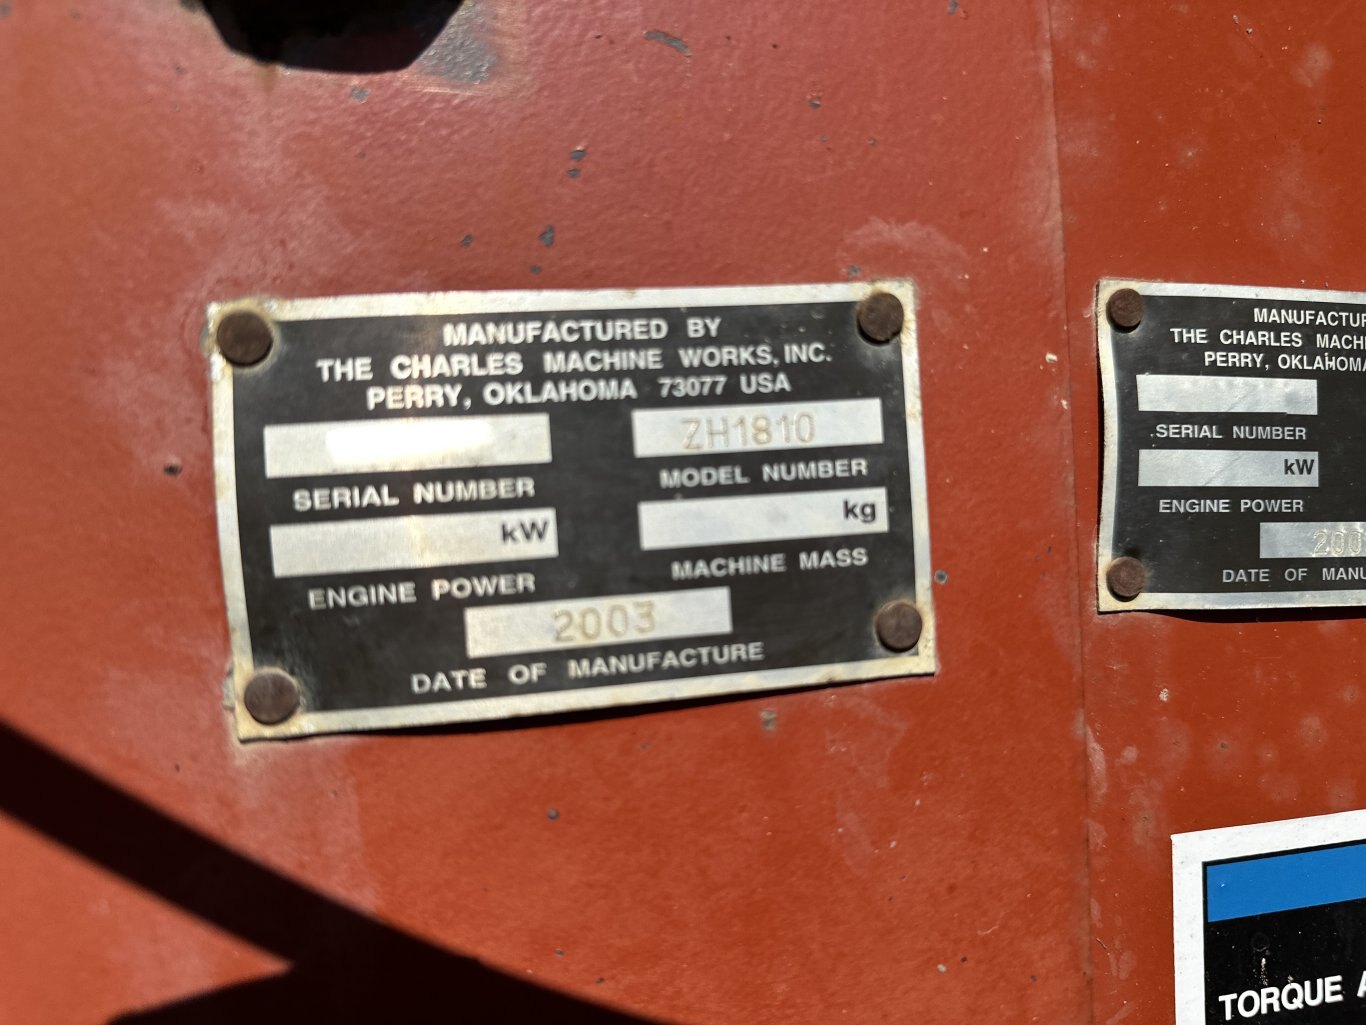 MANUFACTURED BY
THE CHARLES MACHINE WORKS, INC.
PERRY, OKLAHOMA 73077 USA
ZH1810
SERIAL NUMBER MODEL NUMBER
kW kg
ENGINE POWER MACHINE MASS
2003
DATE OF MANUFACTURE
MANUFACTUR
THE CHARLES MACHI
PERRY, OKLAHOMA
SERIAL NUMBER
kW
ENGINE POWER
200
DATE OF MANU
TORQUE A